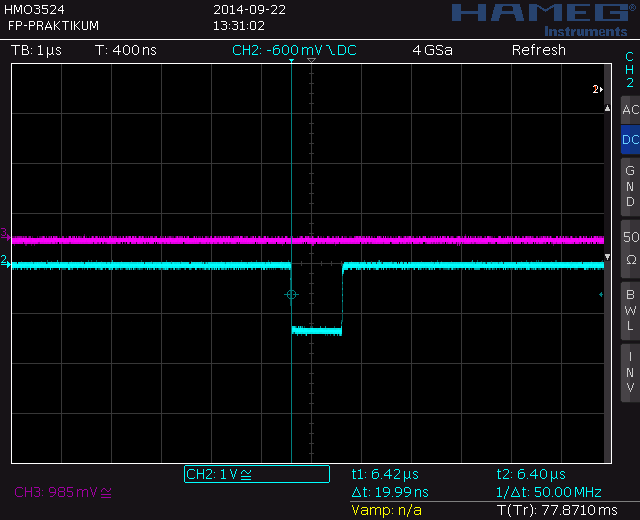 HMO3524 2014-09-22 HAMEG®
FP-PRAKTIKUM 13:31:02 Instruments
TB: 1µs T: 400ns CH2: -600mV DC 4GSa Refresh
CH2
2
AC
DC
GND
3
50Ω
2
BWL
INV
CH2: 1V≅ t1: 6.42µs t2: 6.40µs
CH3: 985mV≅ Δt: 19.99ns 1/Δt: 50.00MHz
Vamp: n/a T(Tr): 77.8710ms